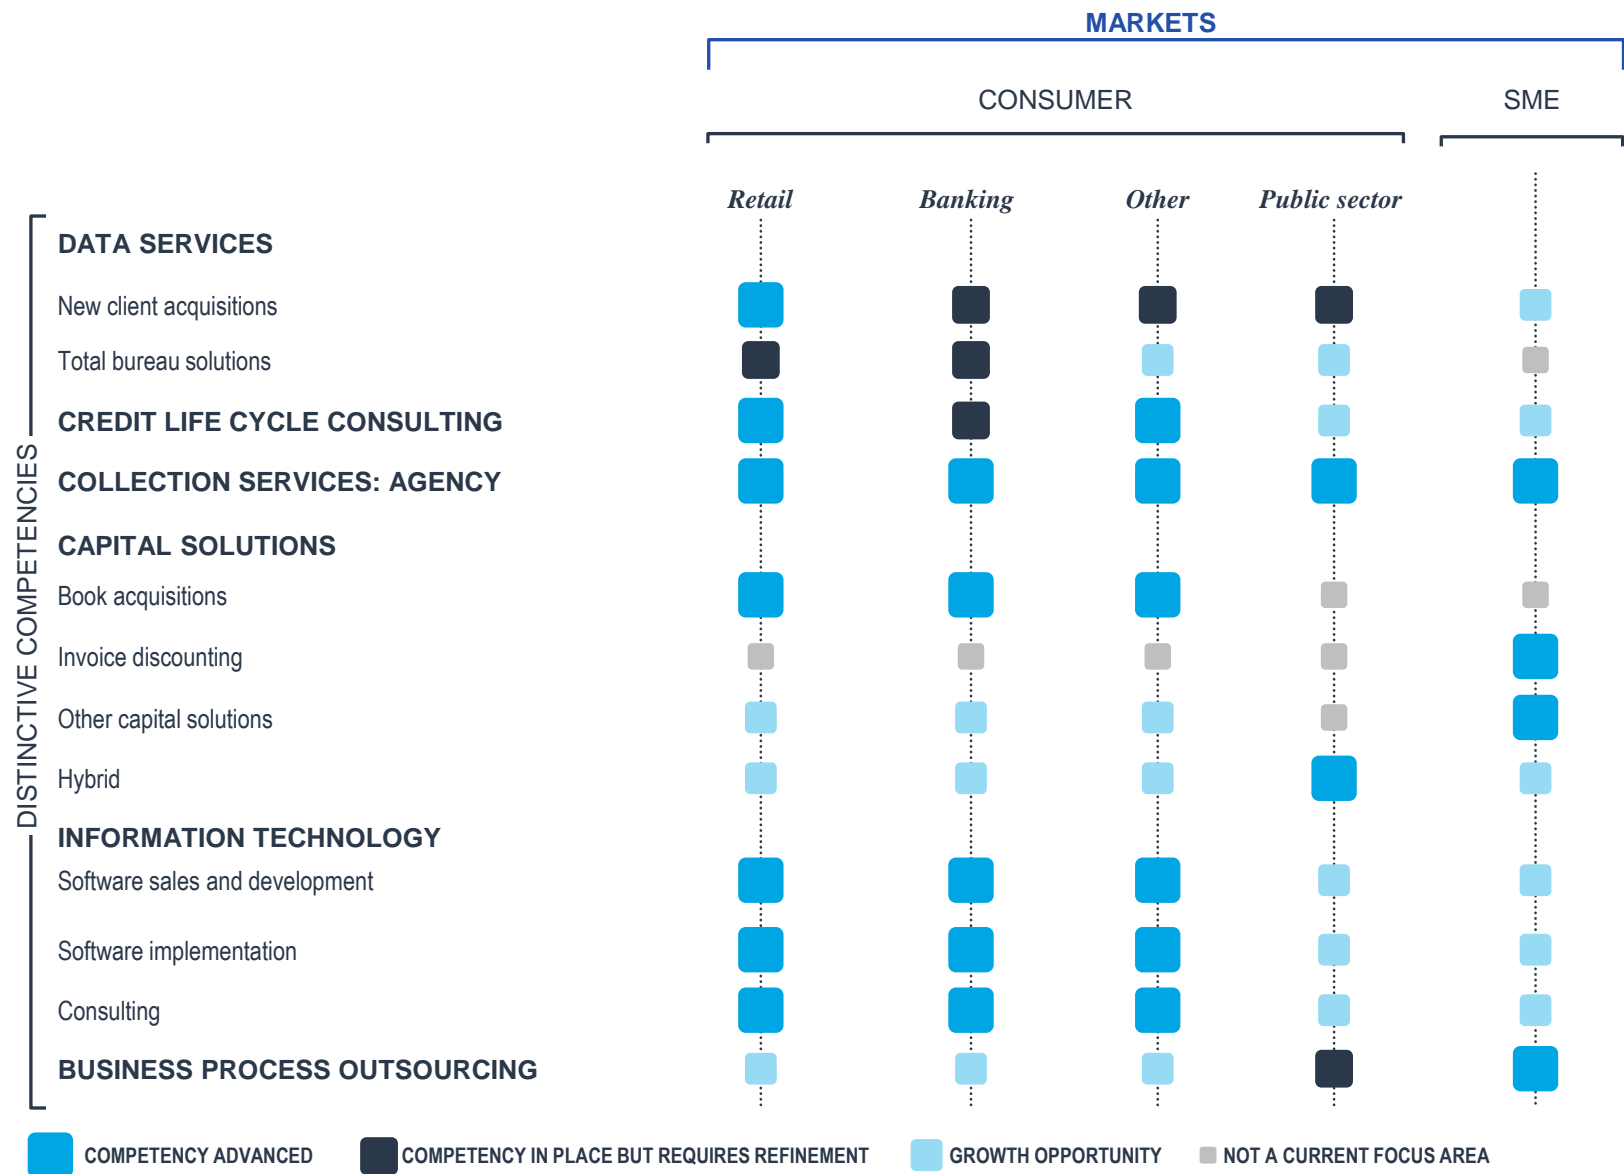 MARKETS
CONSUMER
SME
Retail
Banking
Other
Public sector
DISTINCTIVE COMPETENCIES
DATA SERVICES
New client acquisitions
Total bureau solutions
CREDIT LIFE CYCLE CONSULTING
COLLECTION SERVICES: AGENCY
CAPITAL SOLUTIONS
Book acquisitions
Invoice discounting
Other capital solutions
Hybrid
INFORMATION TECHNOLOGY
Software sales and development
Software implementation
Consulting
BUSINESS PROCESS OUTSOURCING
COMPETENCY ADVANCED
COMPETENCY IN PLACE BUT REQUIRES REFINEMENT
GROWTH OPPORTUNITY
NOT A CURRENT FOCUS AREA